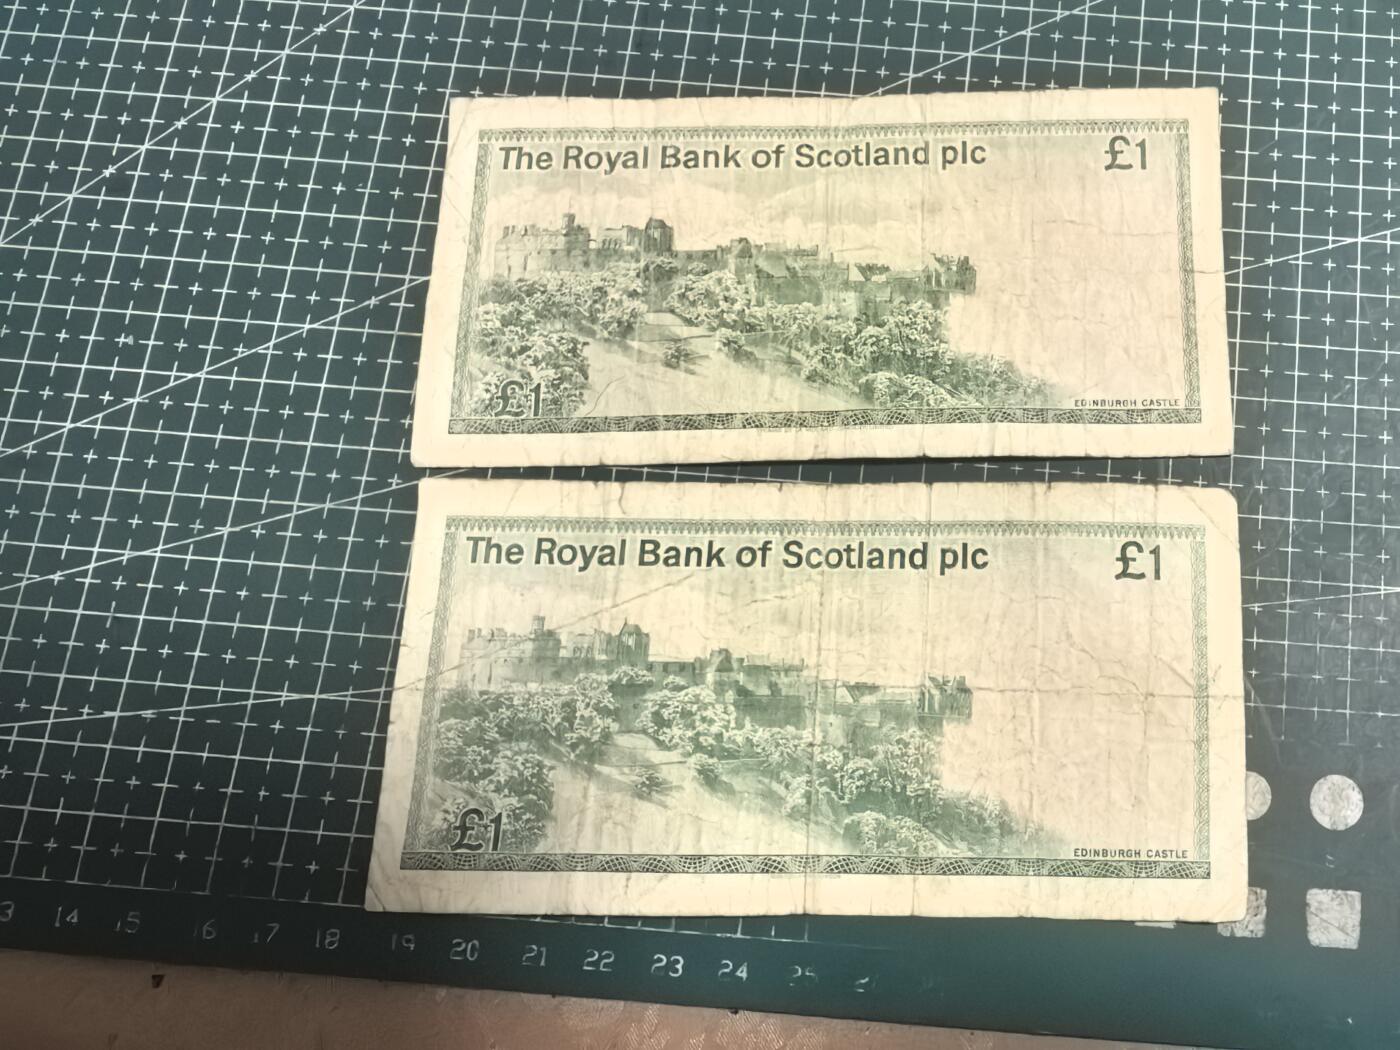 The Royal Bank of Scotland plc £1
£1
EDINBURGH CASTLE
The Royal Bank of Scotland plc £1
£1
EDINBURGH CASTLE
3 14 15 16 17 18 19 20 21 22 23 24 25